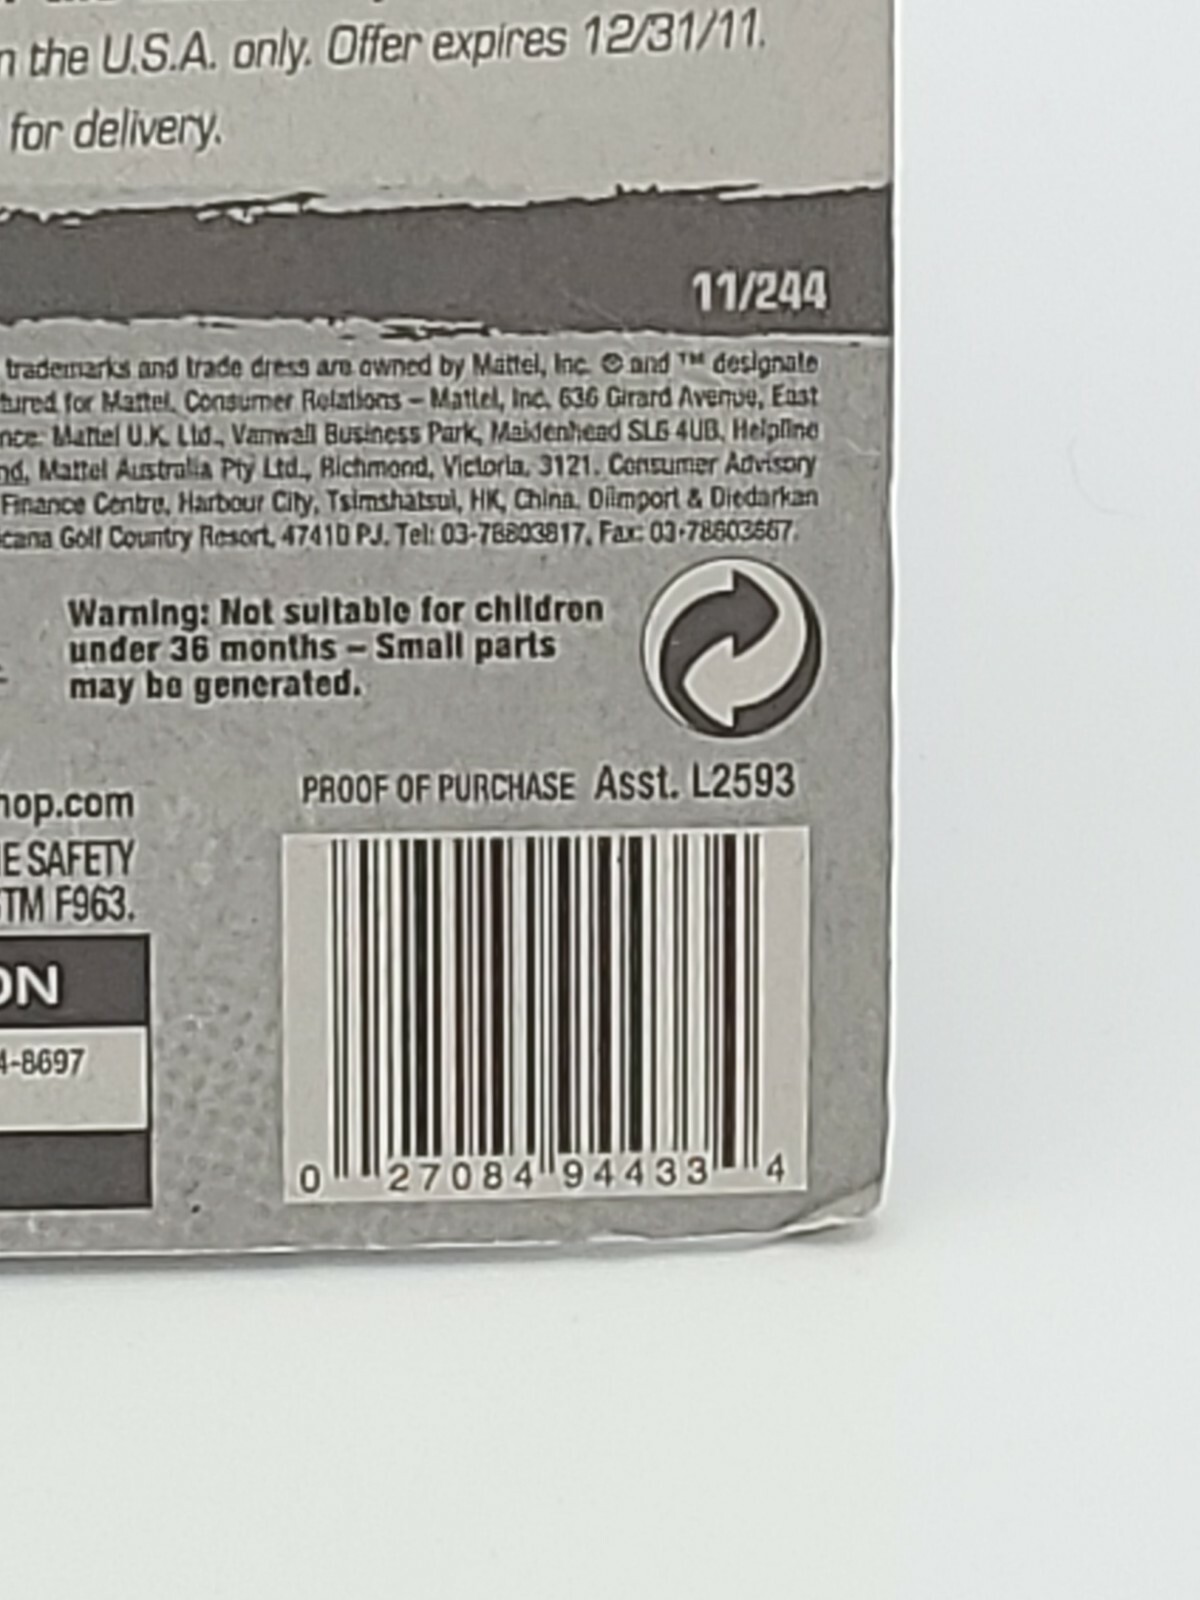 n the U.S.A. only. Offer expires 12/31/11.
for delivery.
11/244
trademarks and trade dress are owned by Mattel, Inc. ® and ™ designate
tured for Mattel. Consumer Relations – Mattel, Inc. 636 Girard Avenue, East
nce: Mattel U.K. Ltd., Vanwall Business Park, Maidenhead SL6 4UB, Helpline
nd, Mattel Australia Pty Ltd., Richmond, Victoria. 3121. Consumer Advisory
Finance Centre, Harbour City, Tsimshatsui, HK, China. Diimport & Diedarkan
cana Golf Country Resort, 47410 PJ. Tel: 03-78803817, Fax: 03-78803867.
Warning: Not suitable for children
under 36 months – Small parts
may be generated.
PROOF OF PURCHASE Asst. L2593
hop.com
E SAFETY
STM F963.
ON
4-8697
0 27084 94433 4